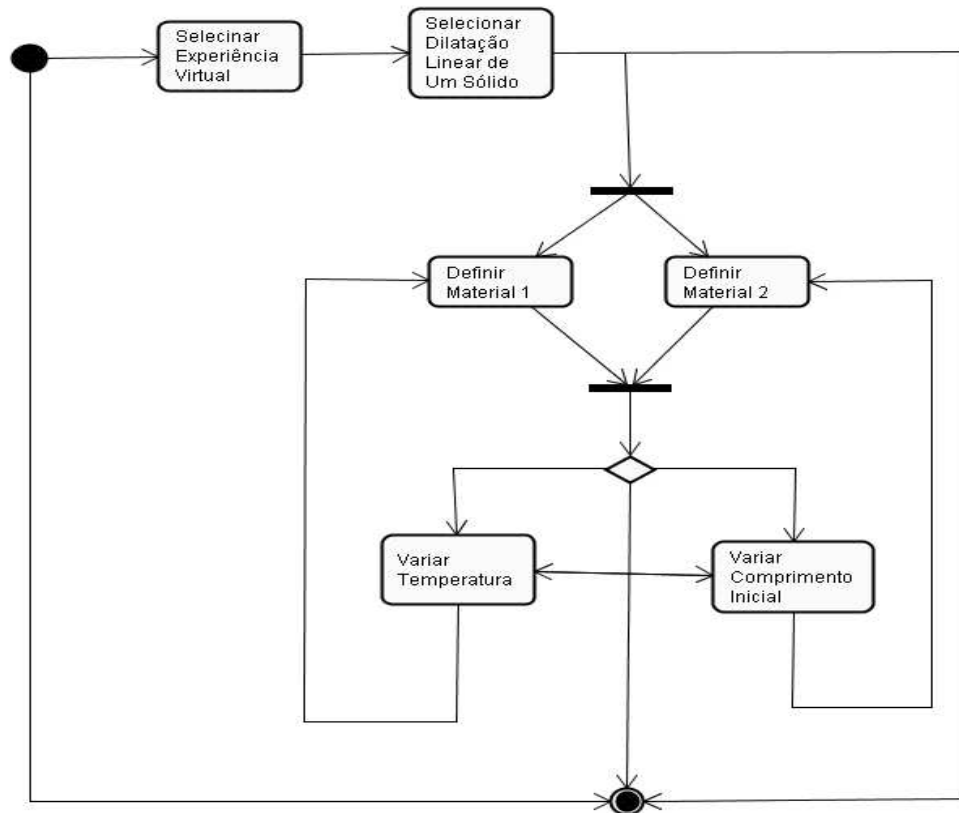 Selecinar
Experiência
Virtual
Selecionar
Dilatação
Linear de
Um Sólido
Definir
Material 1
Definir
Material 2
Variar
Temperatura
Variar
Comprimento
Inicial